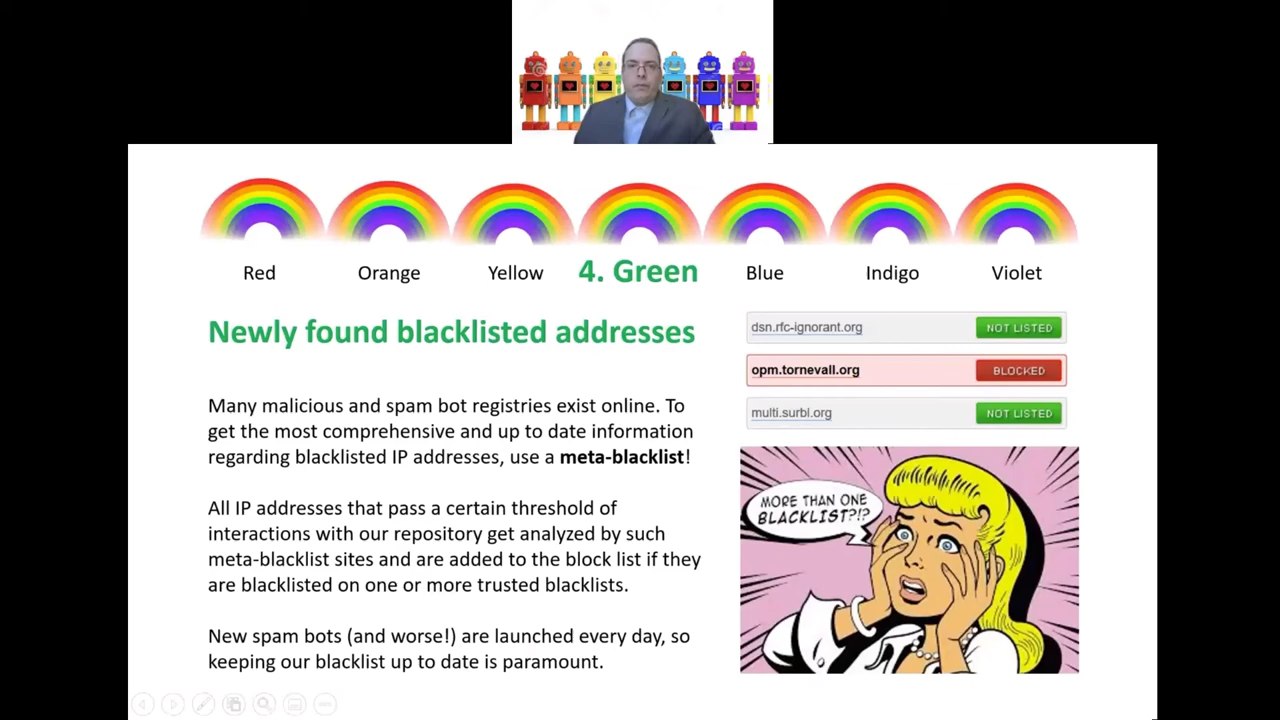 Red
Orange
Yellow
4. Green
Blue
Indigo
Violet
Newly found blacklisted addresses
Many malicious and spam bot registries exist online. To
get the most comprehensive and up to date information
regarding blacklisted IP addresses, use a meta-blacklist!
All IP addresses that pass a certain threshold of
interactions with our repository get analyzed by such
meta-blacklist sites and are added to the block list if they
are blacklisted on one or more trusted blacklists.
New spam bots (and worse!) are launched every day, so
keeping our blacklist up to date is paramount.
dsn.rfc-ignorant.org NOT LISTED
opm.tornevall.org BLOCKED
multi.surbl.org NOT LISTED
MORE THAN ONE
BLACKLIST?!?